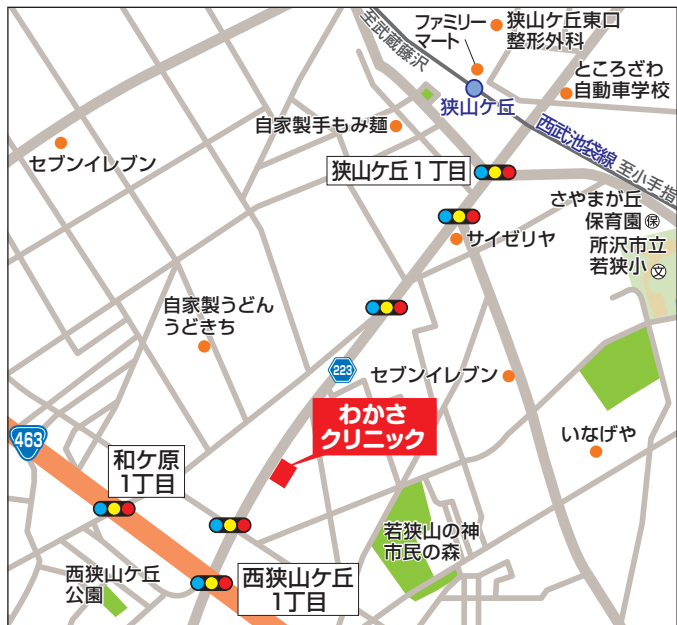 至武蔵藤沢
ファミリー
マート
狭山ケ丘東口
整形外科
ところざわ
自動車学校
狭山ケ丘
西武池袋線
至小手指
自家製手もみ麺
セブンイレブン
狭山ケ丘1丁目
さやまが丘
保育園 保
所沢市立
若狭小 文
サイゼリヤ
自家製うどん
うどきち
223
セブンイレブン
わかさ
クリニック
463
和ケ原
1丁目
いなげや
若狭山の神
市民の森
西狭山ケ丘
公園
西狭山ケ丘
1丁目